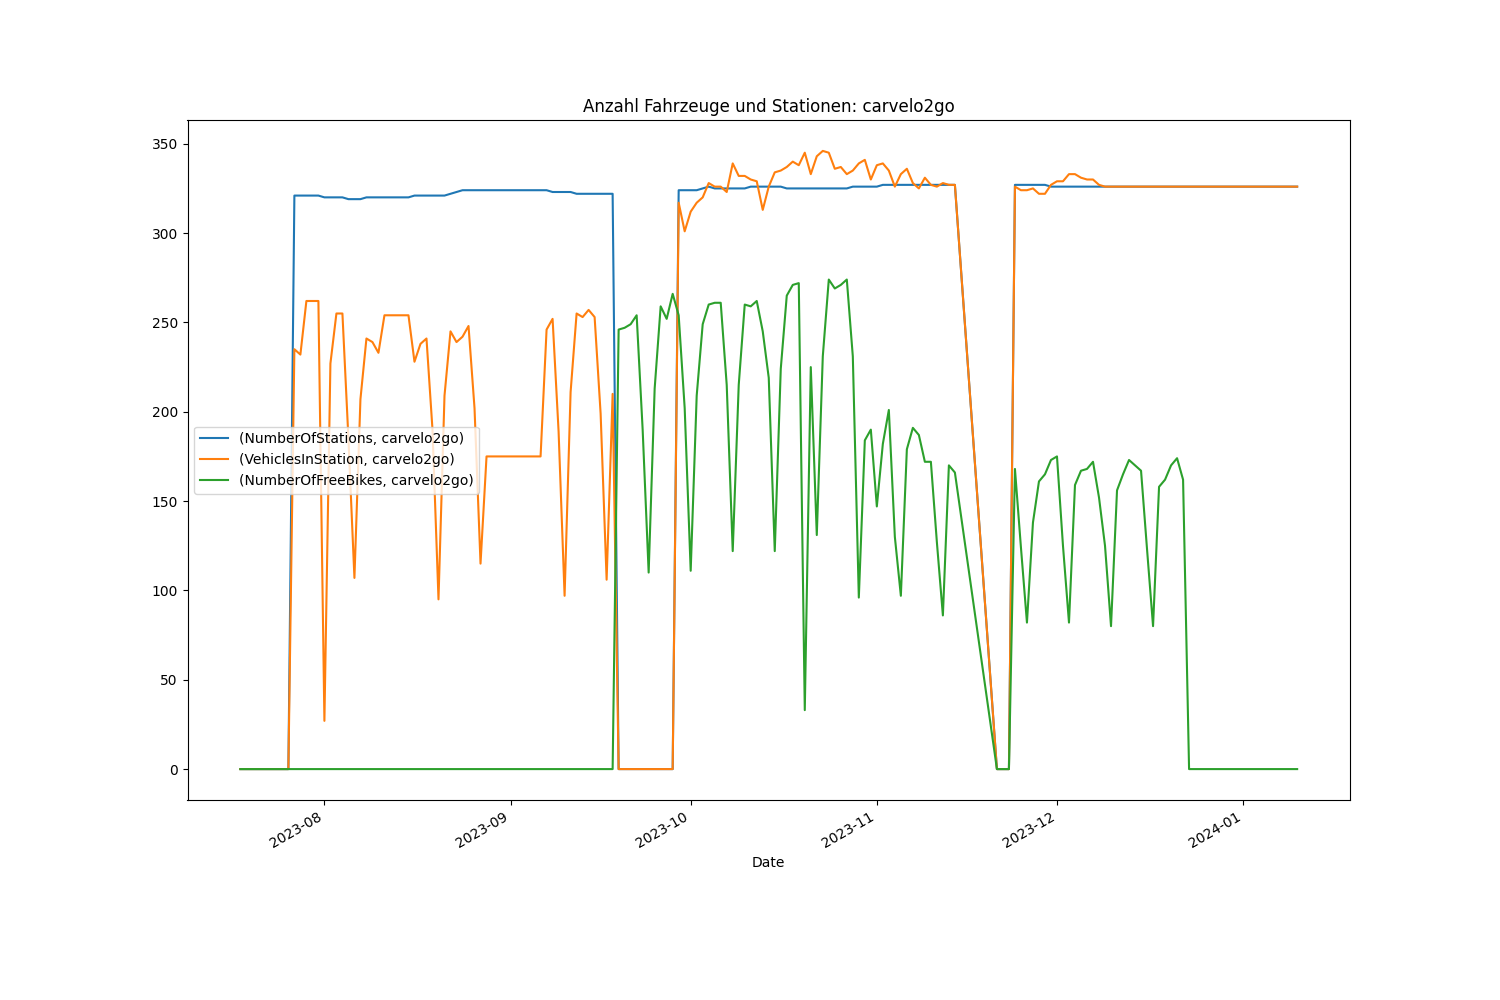 Anzahl Fahrzeuge und Stationen: carvelo2go
350
300
250
200
150
100
50
0
(NumberOfStations, carvelo2go)
(VehiclesInStation, carvelo2go)
(NumberOfFreeBikes, carvelo2go)
2023-08
2023-09
2023-10
2023-11
2023-12
2024-01
Date